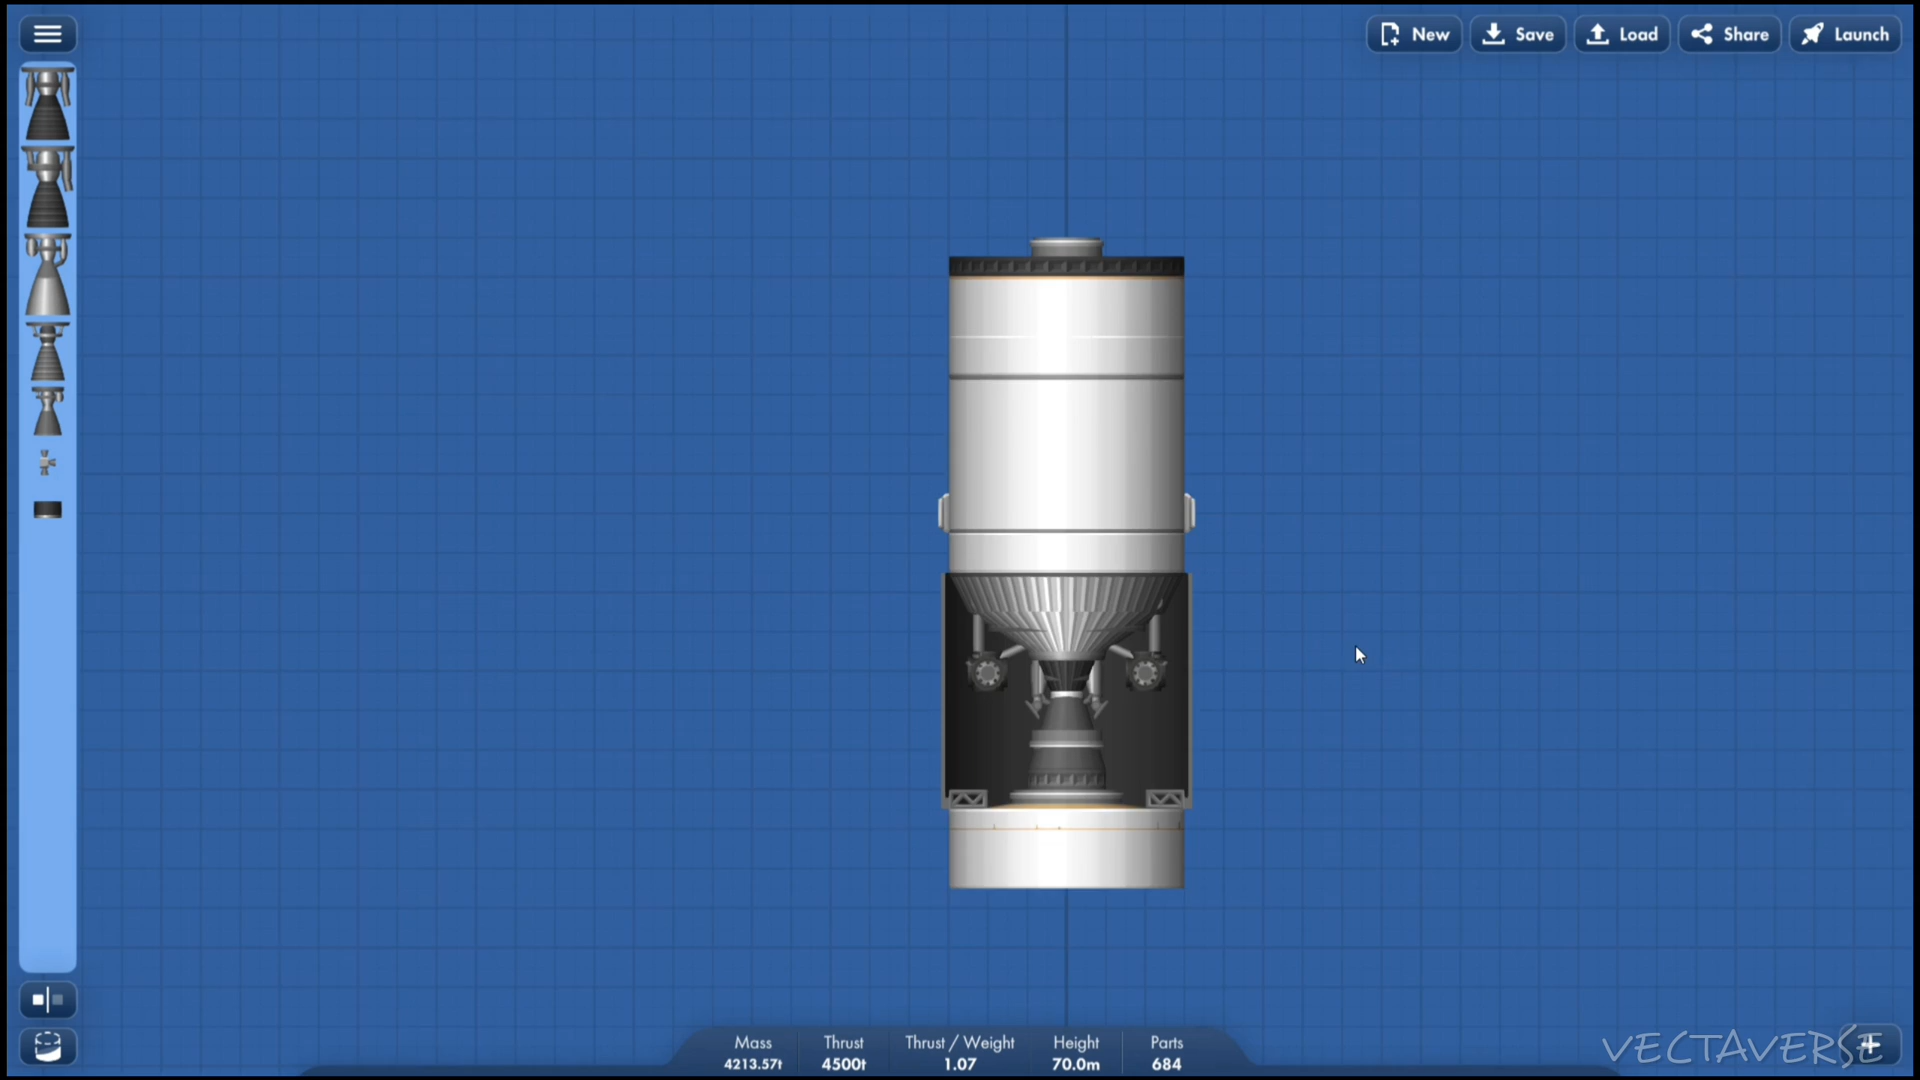 New Save Load Share Launch
Mass Thrust Thrust / Weight Height Parts
4213.57t 4500t 1.07 70.0m 684
VECTAVERSE